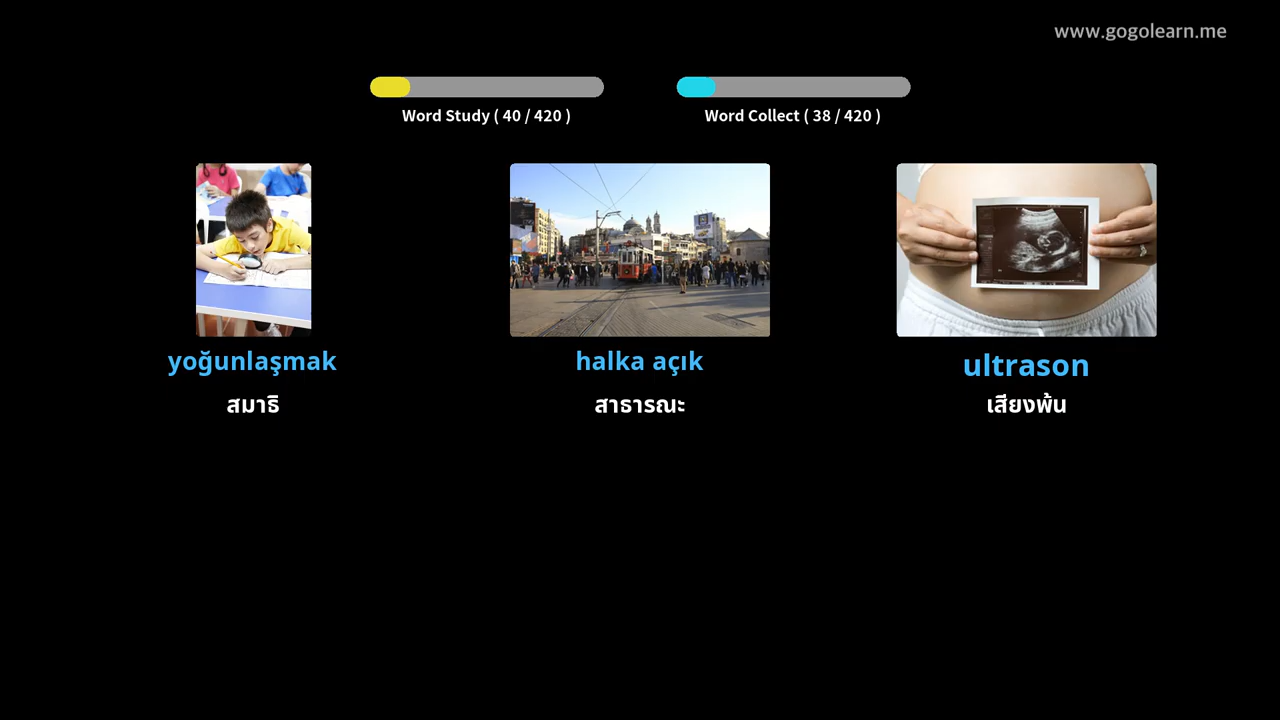 www.gogolearn.me
Word Study ( 40 / 420 )
Word Collect ( 38 / 420 )
yoğunlaşmak
สมาธิ
halka açık
สาธารณะ
ultrason
เสียงพ้น